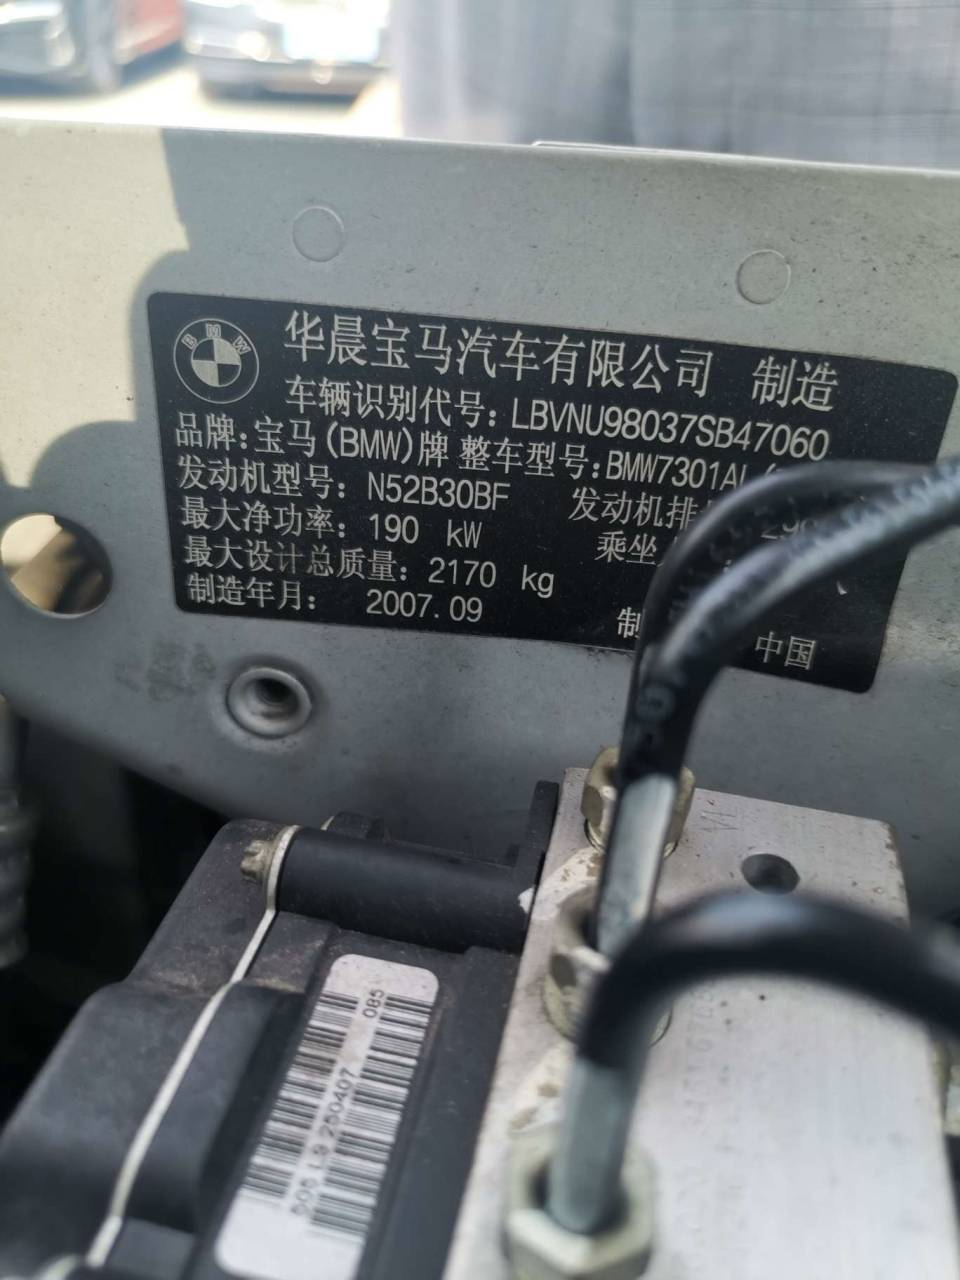 BMW
华晨宝马汽车有限公司 制造
车辆识别代号: LBVNU98037SB47060
品牌:宝马(BMW)牌 整车型号:BMW7301AL
发动机型号: N52B30BF 发动机排
最大净功率: 190 kW 乘坐
最大设计总质量: 2170 kg
制造年月: 2007.09 制 中国
085